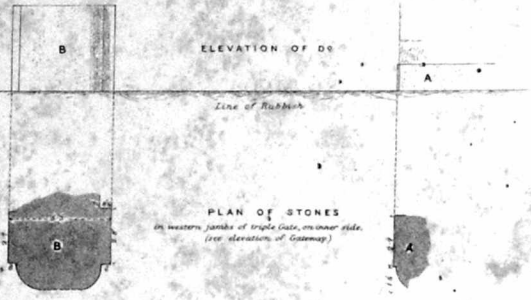 B
ELEVATION OF Do
A
Line of Rubbish
PLAN OF STONES
in western jambs of triple Gate, on inner side.
(see elevation of Gateway.)
B
A